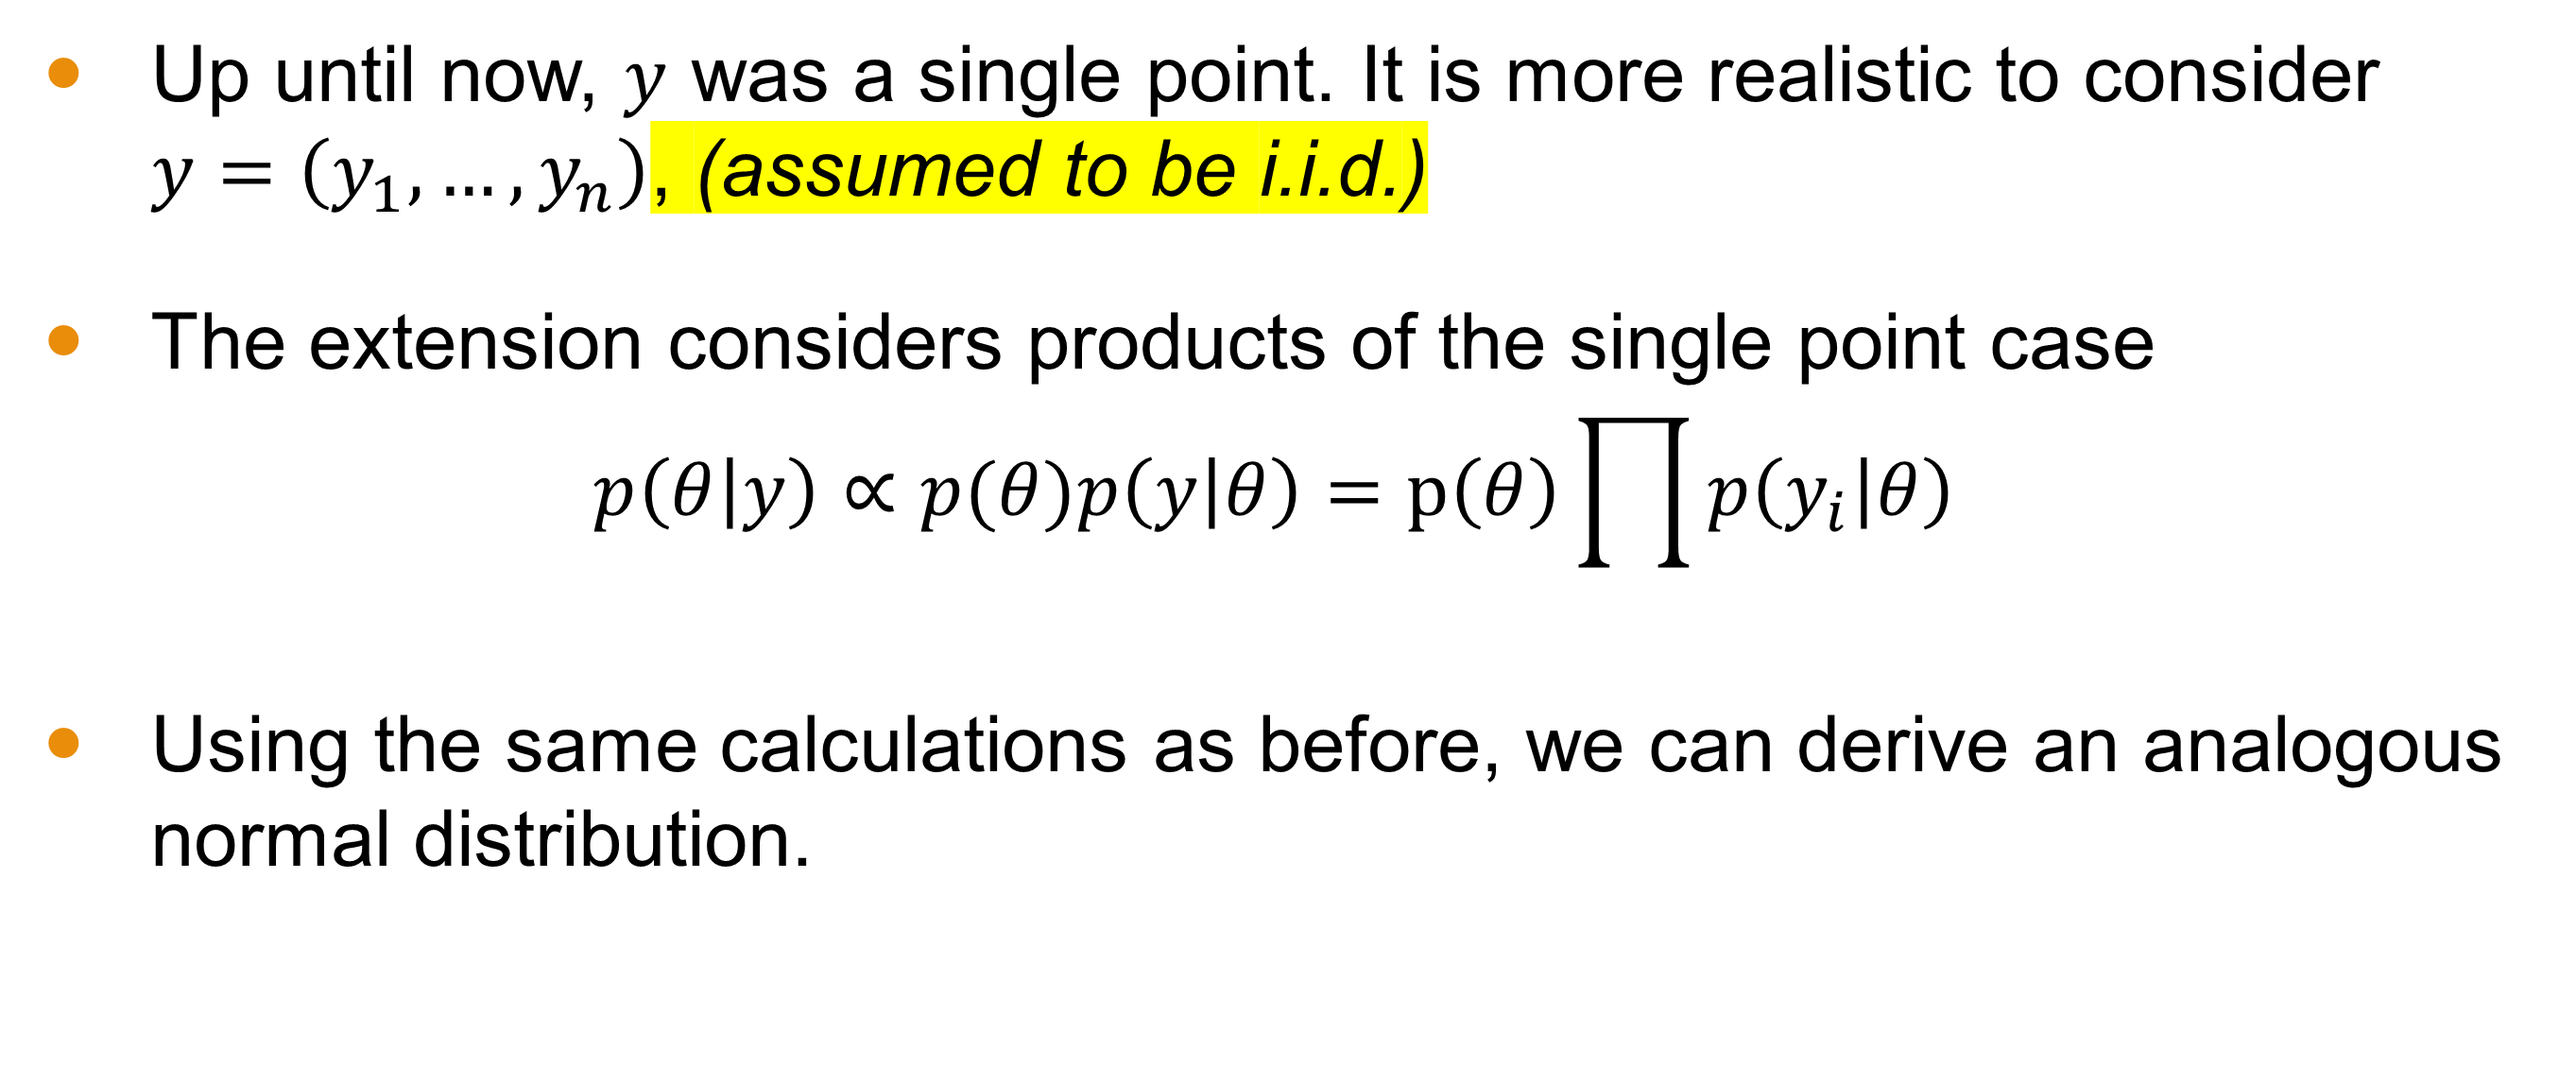 • Up until now, 𝑦 was a single point. It is more realistic to consider
𝑦 = (𝑦₁, … , 𝑦ₙ), (assumed to be i.i.d.)
• The extension considers products of the single point case
𝑝(𝜃|𝑦) ∝ 𝑝(𝜃)𝑝(𝑦|𝜃) = p(𝜃) ∏ 𝑝(𝑦ᵢ|𝜃)
• Using the same calculations as before, we can derive an analogous
normal distribution.